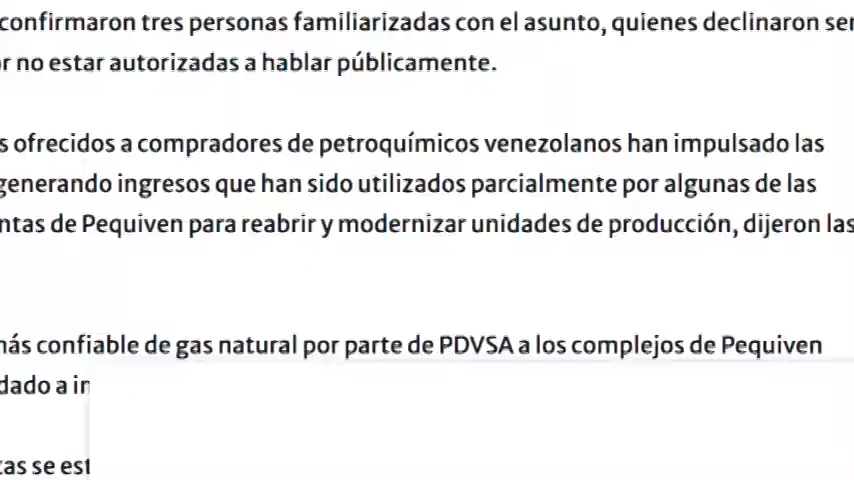 confirmaron tres personas familiarizadas con el asunto, quienes declinaron ser
r no estar autorizadas a hablar públicamente.
s ofrecidos a compradores de petroquímicos venezolanos han impulsado las
generando ingresos que han sido utilizados parcialmente por algunas de las
ntas de Pequiven para reabrir y modernizar unidades de producción, dijeron las
más confiable de gas natural por parte de PDVSA a los complejos de Pequiven
dado a in
tas se est